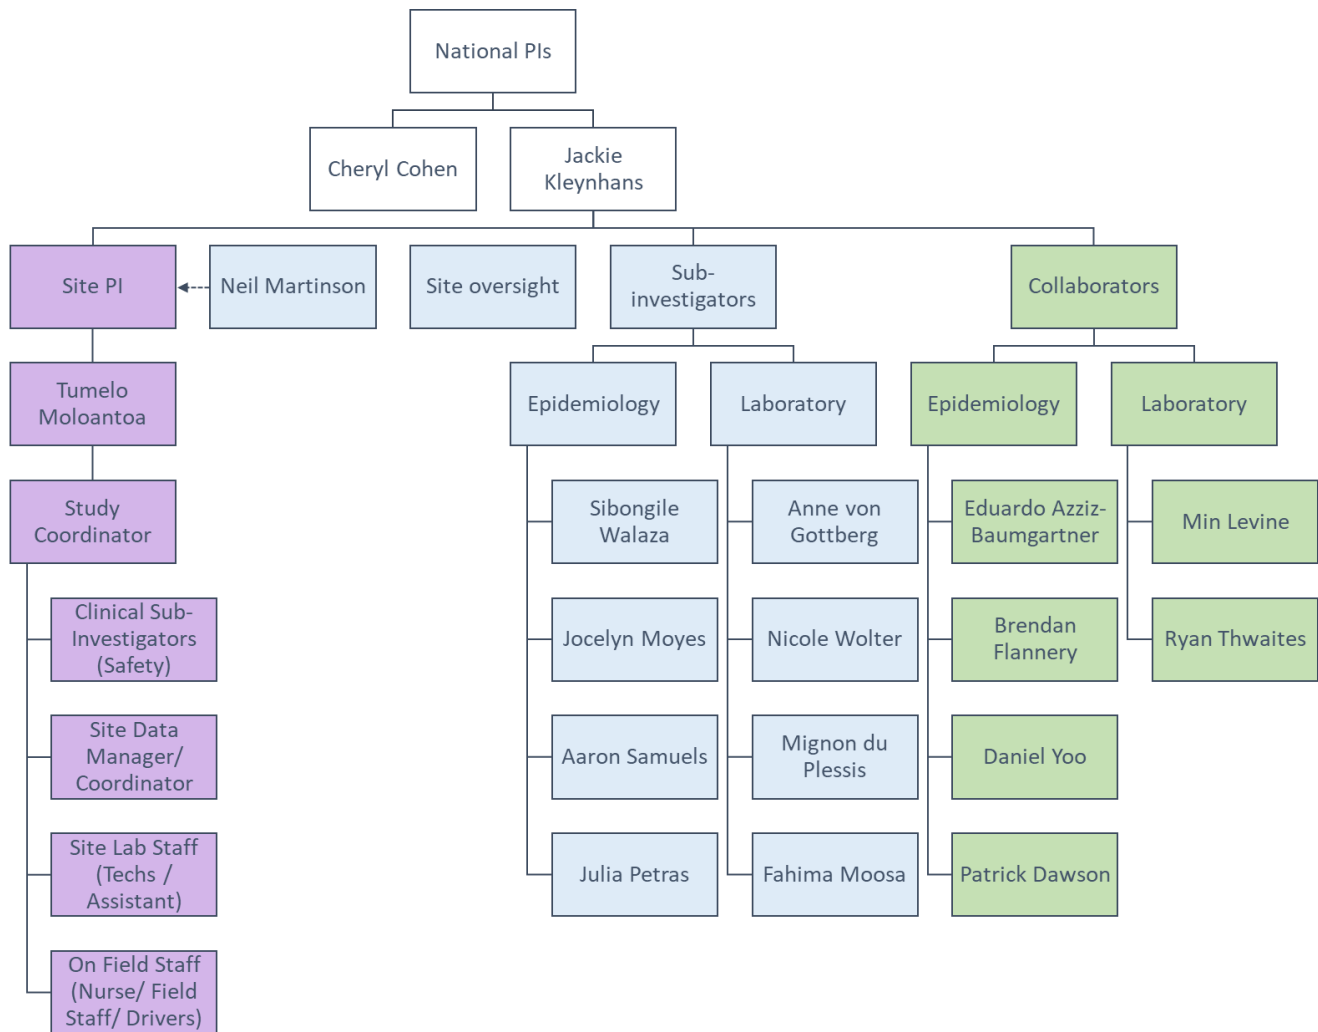 National PIs
Cheryl Cohen
Jackie
Kleynhans
Site PI
Neil Martinson
Site oversight
Sub-
investigators
Collaborators
Tumelo
Moloantoa
Epidemiology
Laboratory
Epidemiology
Laboratory
Study
Coordinator
Sibongile
Walaza
Anne von
Gottberg
Eduardo Azziz-
Baumgartner
Min Levine
Clinical Sub-
Investigators
(Safety)
Jocelyn Moyes
Nicole Wolter
Brendan
Flannery
Ryan Thwaites
Site Data
Manager/
Coordinator
Aaron Samuels
Mignon du
Plessis
Daniel Yoo
Site Lab Staff
(Techs /
Assistant)
Julia Petras
Fahima Moosa
Patrick Dawson
On Field Staff
(Nurse/ Field
Staff/ Drivers)